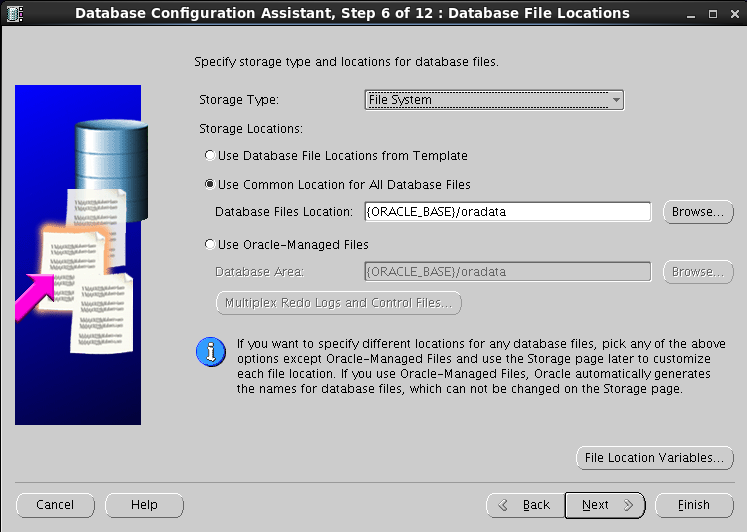 Database Configuration Assistant, Step 6 of 12 : Database File Locations
Specify storage type and locations for database files.
Storage Type: File System
Storage Locations:
Use Database File Locations from Template
Use Common Location for All Database Files
Database Files Location: {ORACLE_BASE}/oradata Browse...
Use Oracle-Managed Files
Database Area: {ORACLE_BASE}/oradata Browse...
Multiplex Redo Logs and Control Files...
If you want to specify different locations for any database files, pick any of the above
options except Oracle-Managed Files and use the Storage page later to customize
each file location. If you use Oracle-Managed Files, Oracle automatically generates
the names for database files, which can not be changed on the Storage page.
File Location Variables...
Cancel Help Back Next Finish